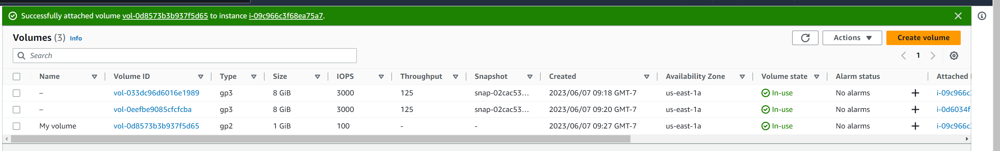 Successfully attached volume vol-0d8573b3b937f5d65 to instance i-09c966c3f68ea75a7.
Volumes (3) Info
Actions
Create volume
Search
1
Name Volume ID Type Size IOPS Throughput Snapshot Created Availability Zone Volume state Alarm status Attached
– vol-033dc96d6016e1989 gp3 8 GiB 3000 125 snap-02cac53... 2023/06/07 09:18 GMT-7 us-east-1a In-use No alarms + i-09c966c
– vol-0eefbe9085cfcfcba gp3 8 GiB 3000 125 snap-02cac53... 2023/06/07 09:20 GMT-7 us-east-1a In-use No alarms + i-0d6034f
My volume vol-0d8573b3b937f5d65 gp2 1 GiB 100 - - 2023/06/07 09:27 GMT-7 us-east-1a In-use No alarms + i-09c966c